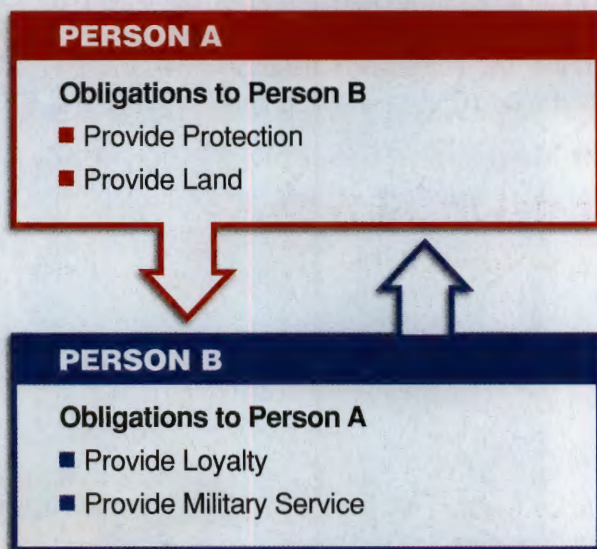 PERSON A
Obligations to Person B
■ Provide Protection
■ Provide Land
PERSON B
Obligations to Person A
■ Provide Loyalty
■ Provide Military Service